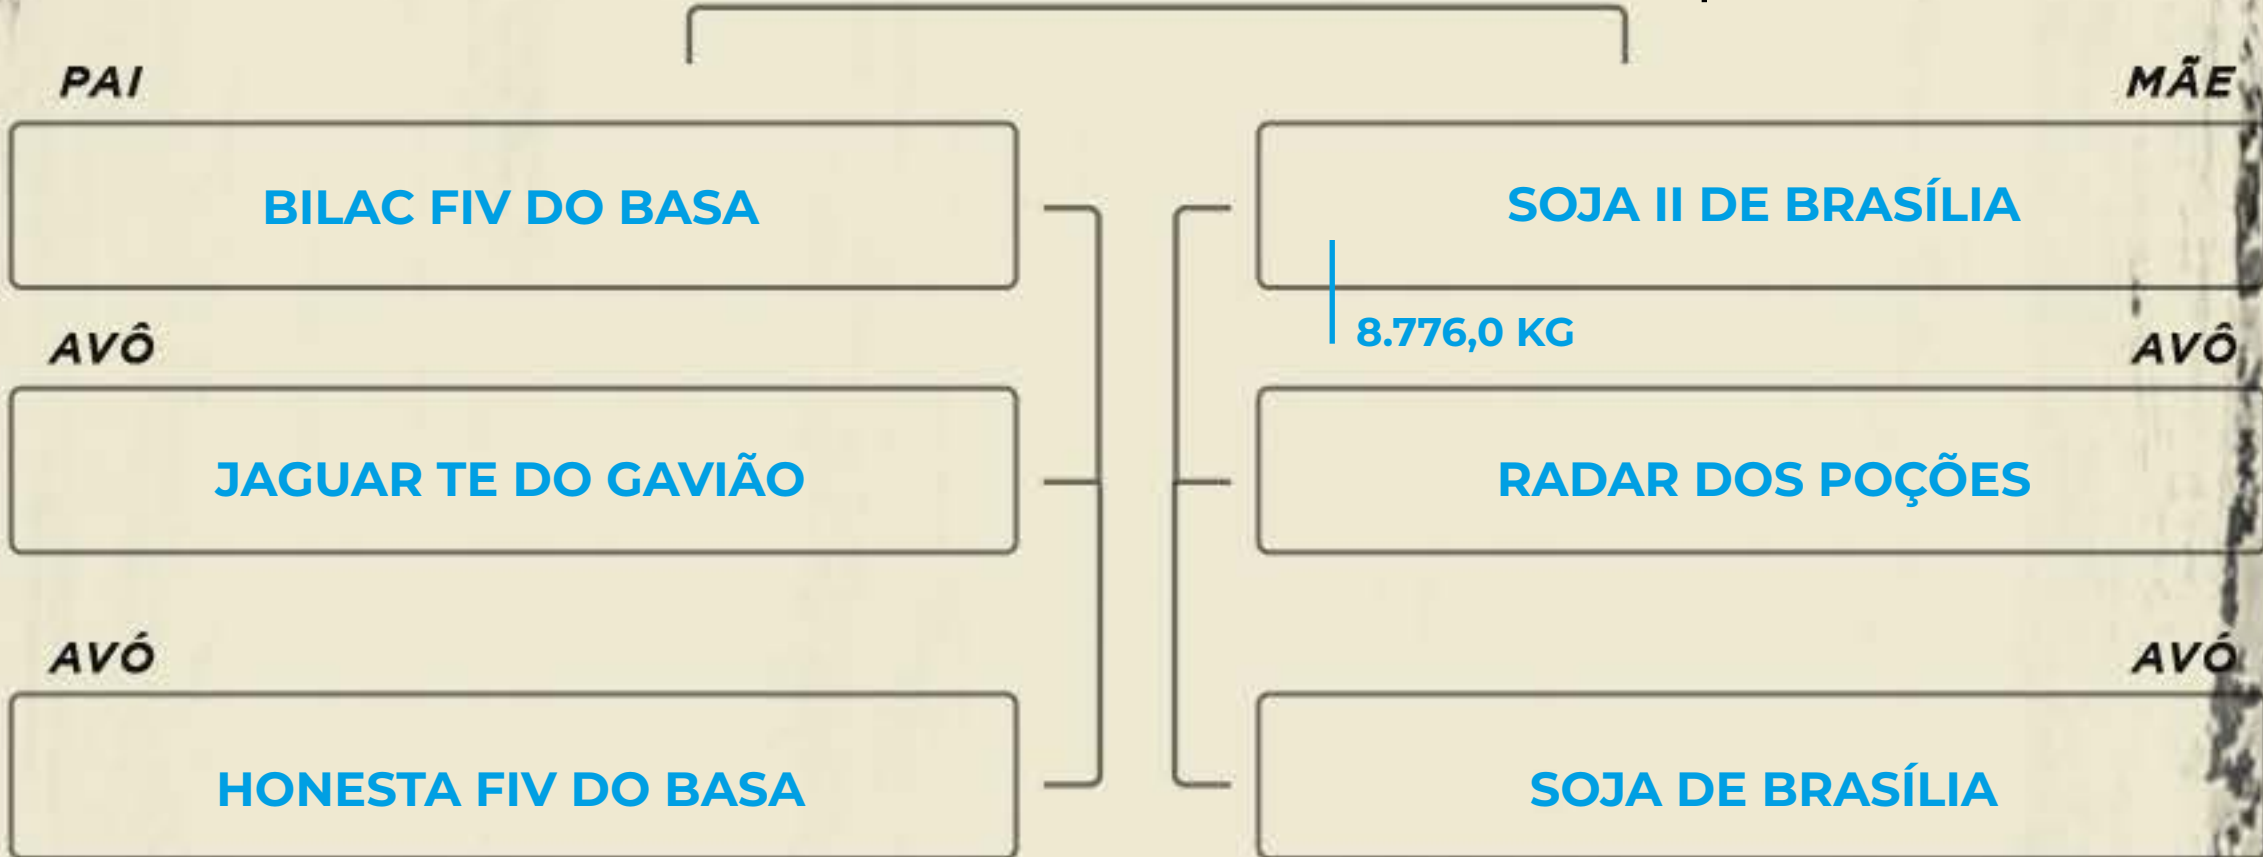 PAI
MÃE
BILAC FIV DO BASA
SOJA II DE BRASÍLIA
8.776,0 KG
AVÔ
AVÔ
JAGUAR TE DO GAVIÃO
RADAR DOS POÇÕES
AVÓ
AVÓ
HONESTA FIV DO BASA
SOJA DE BRASÍLIA